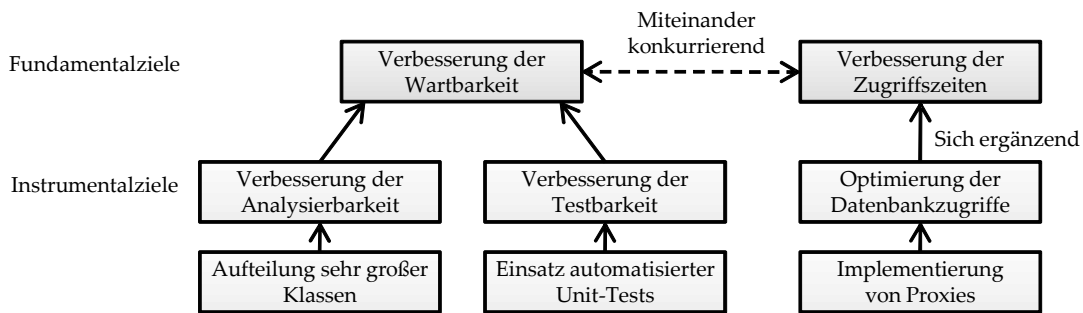 Miteinander
konkurrierend
Fundamentalziele
Verbesserung der
Wartbarkeit
Verbesserung der
Zugriffszeiten
Sich ergänzend
Instrumentalziele
Verbesserung der
Analysierbarkeit
Verbesserung der
Testbarkeit
Optimierung der
Datenbankzugriffe
Aufteilung sehr großer
Klassen
Einsatz automatisierter
Unit-Tests
Implementierung
von Proxies